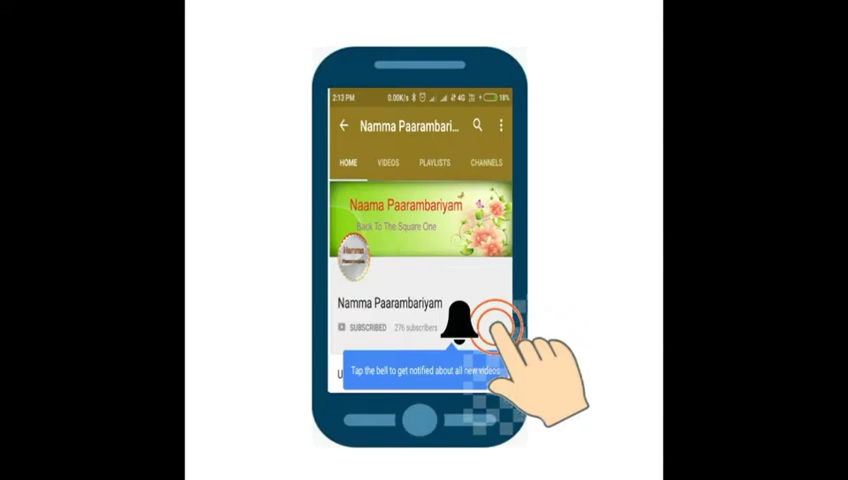 2:13 PM 0.00K/s 4G 18%
Namma Paarambari...
HOME VIDEOS PLAYLISTS CHANNELS
Naama Paarambariyam
Back To The Square One
Namma
Namma Paarambariyam
SUBSCRIBED 276 subscribers
Tap the bell to get notified about all new videos
U